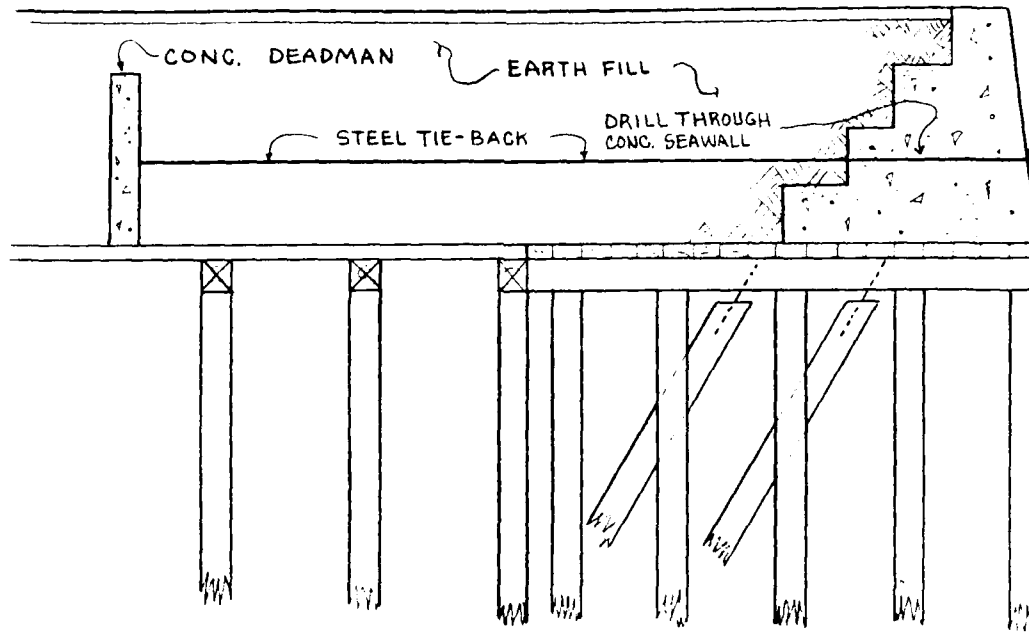 CONC. DEADMAN
EARTH FILL
STEEL TIE-BACK
DRILL THROUGH
CONC. SEAWALL